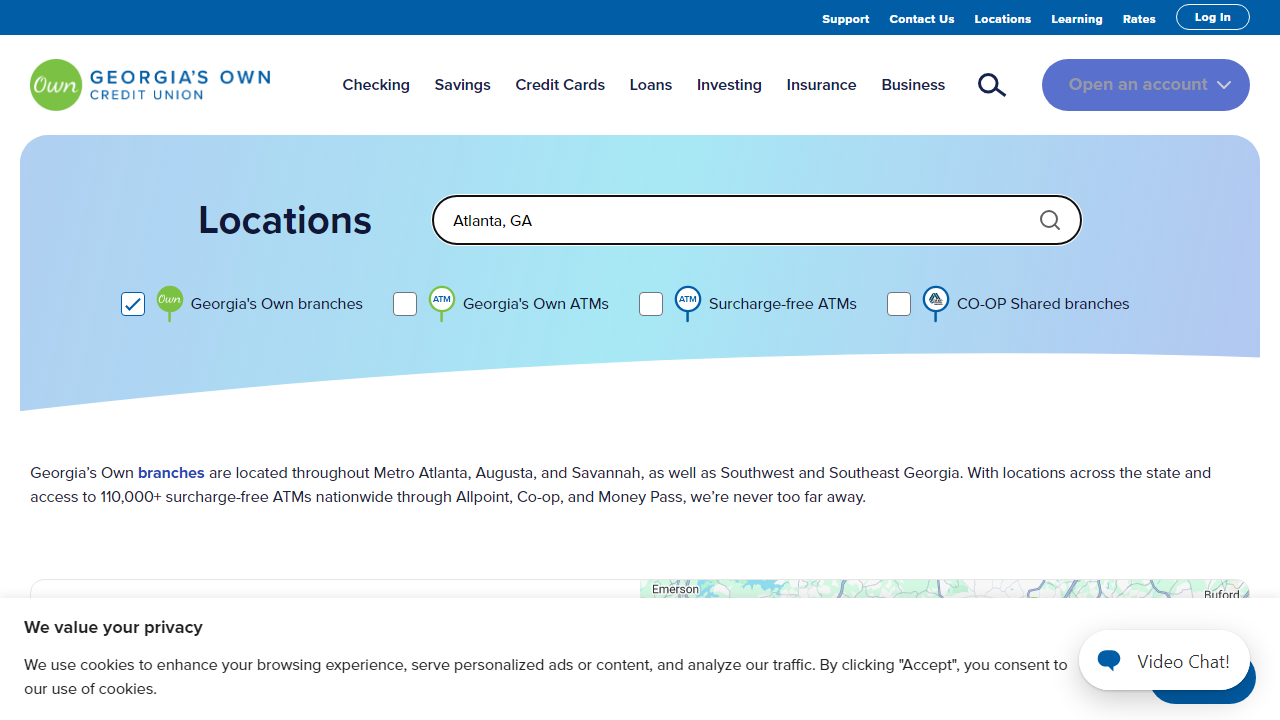 Support Contact Us Locations Learning Rates Log In
Own GEORGIA'S OWN CREDIT UNION
Checking Savings Credit Cards Loans Investing Insurance Business Open an account
Locations
Atlanta, GA
Own Georgia's Own branches ATM Georgia's Own ATMs ATM Surcharge-free ATMs CO-OP Shared branches
Georgia’s Own branches are located throughout Metro Atlanta, Augusta, and Savannah, as well as Southwest and Southeast Georgia. With locations across the state and
access to 110,000+ surcharge-free ATMs nationwide through Allpoint, Co-op, and Money Pass, we’re never too far away.
Emerson
Buford
We value your privacy
We use cookies to enhance your browsing experience, serve personalized ads or content, and analyze our traffic. By clicking "Accept", you consent to
our use of cookies.
Video Chat!